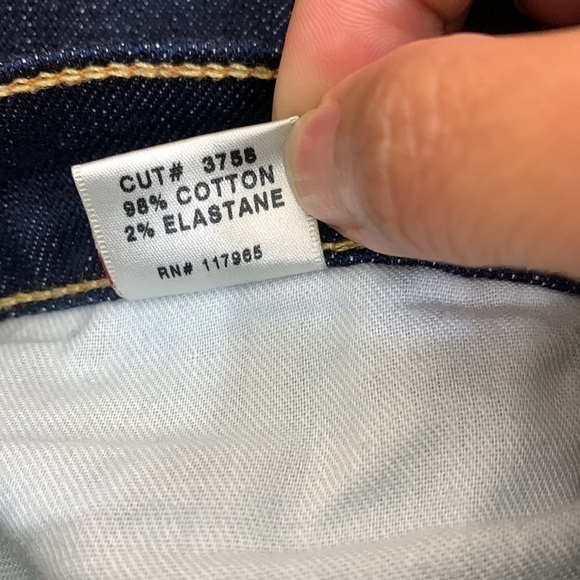 CUT# 3758
98% COTTON
2% ELASTANE
RN# 117965